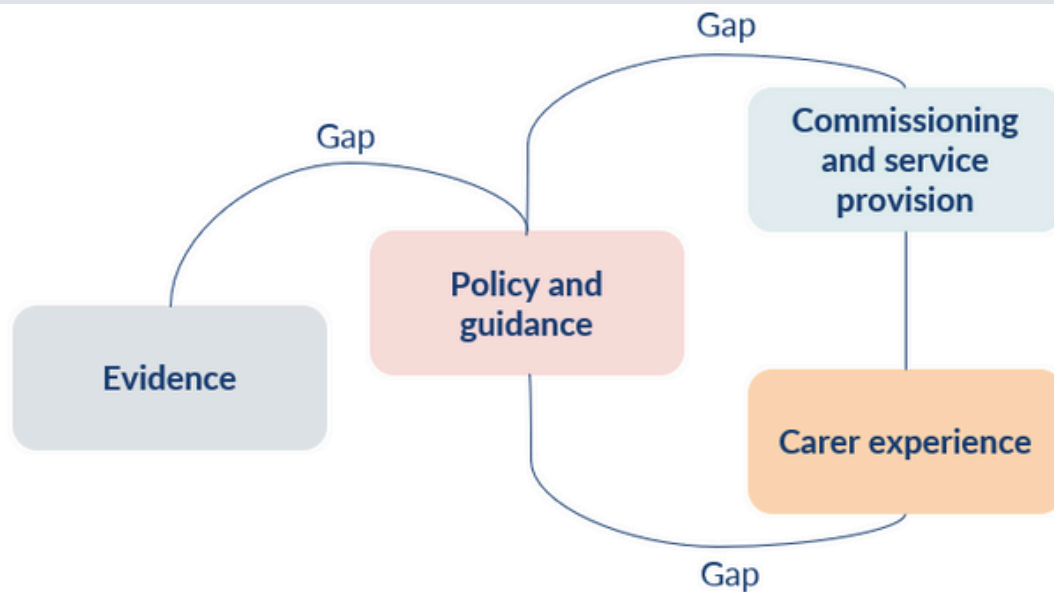 Gap
Commissioning
and service
provision
Gap
Policy and
guidance
Evidence
Carer experience
Gap